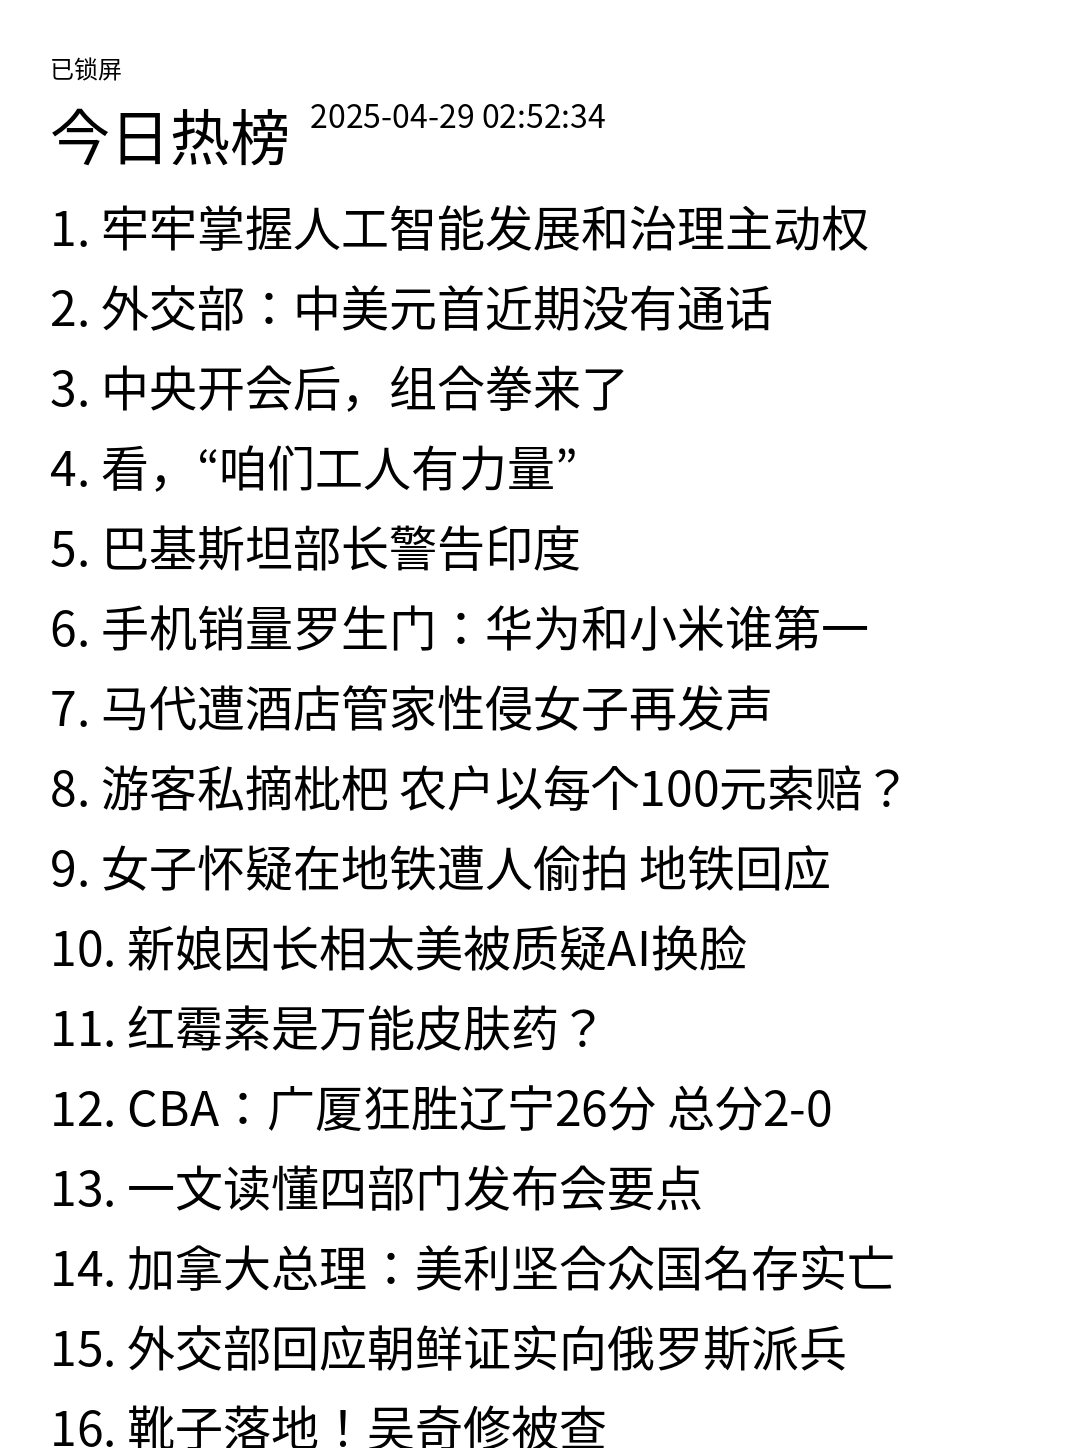 已锁屏
今日热榜 2025-04-29 02:52:34
1. 牢牢掌握人工智能发展和治理主动权
2. 外交部：中美元首近期没有通话
3. 中央开会后，组合拳来了
4. 看，“咱们工人有力量”
5. 巴基斯坦部长警告印度
6. 手机销量罗生门：华为和小米谁第一
7. 马代遭酒店管家性侵女子再发声
8. 游客私摘枇杷 农户以每个100元索赔？
9. 女子怀疑在地铁遭人偷拍 地铁回应
10. 新娘因长相太美被质疑AI换脸
11. 红霉素是万能皮肤药？
12. CBA：广厦狂胜辽宁26分 总分2-0
13. 一文读懂四部门发布会要点
14. 加拿大总理：美利坚合众国名存实亡
15. 外交部回应朝鲜证实向俄罗斯派兵
16. 靴子落地！吴奇修被查